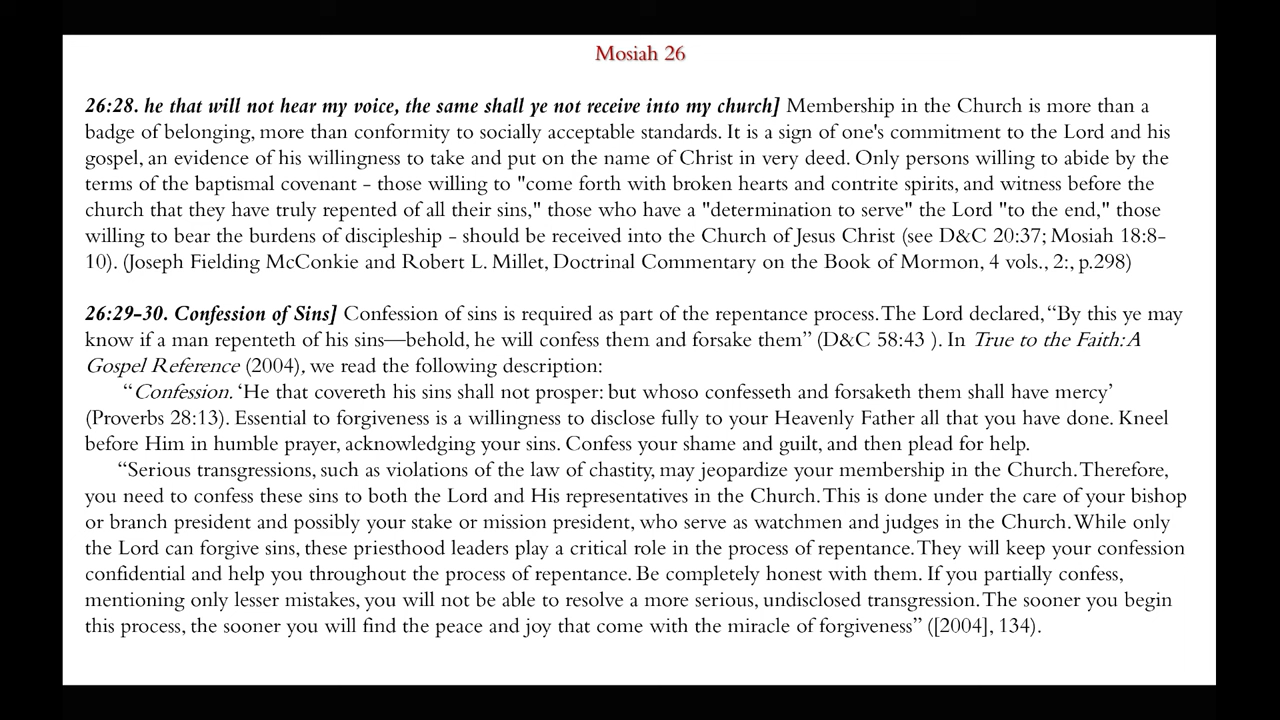 Mosiah 26
26:28. he that will not hear my voice, the same shall ye not receive into my church] Membership in the Church is more than a
badge of belonging, more than conformity to socially acceptable standards. It is a sign of one's commitment to the Lord and his
gospel, an evidence of his willingness to take and put on the name of Christ in very deed. Only persons willing to abide by the
terms of the baptismal covenant - those willing to "come forth with broken hearts and contrite spirits, and witness before the
church that they have truly repented of all their sins," those who have a "determination to serve" the Lord "to the end," those
willing to bear the burdens of discipleship - should be received into the Church of Jesus Christ (see D&C 20:37; Mosiah 18:8-
10). (Joseph Fielding McConkie and Robert L. Millet, Doctrinal Commentary on the Book of Mormon, 4 vols., 2:, p.298)
26:29-30. Confession of Sins] Confession of sins is required as part of the repentance process. The Lord declared, “By this ye may
know if a man repenteth of his sins—behold, he will confess them and forsake them” (D&C 58:43 ). In True to the Faith: A
Gospel Reference (2004), we read the following description:
“Confession. ‘He that covereth his sins shall not prosper: but whoso confesseth and forsaketh them shall have mercy’
(Proverbs 28:13). Essential to forgiveness is a willingness to disclose fully to your Heavenly Father all that you have done. Kneel
before Him in humble prayer, acknowledging your sins. Confess your shame and guilt, and then plead for help.
“Serious transgressions, such as violations of the law of chastity, may jeopardize your membership in the Church. Therefore,
you need to confess these sins to both the Lord and His representatives in the Church. This is done under the care of your bishop
or branch president and possibly your stake or mission president, who serve as watchmen and judges in the Church. While only
the Lord can forgive sins, these priesthood leaders play a critical role in the process of repentance. They will keep your confession
confidential and help you throughout the process of repentance. Be completely honest with them. If you partially confess,
mentioning only lesser mistakes, you will not be able to resolve a more serious, undisclosed transgression. The sooner you begin
this process, the sooner you will find the peace and joy that come with the miracle of forgiveness” ([2004], 134).